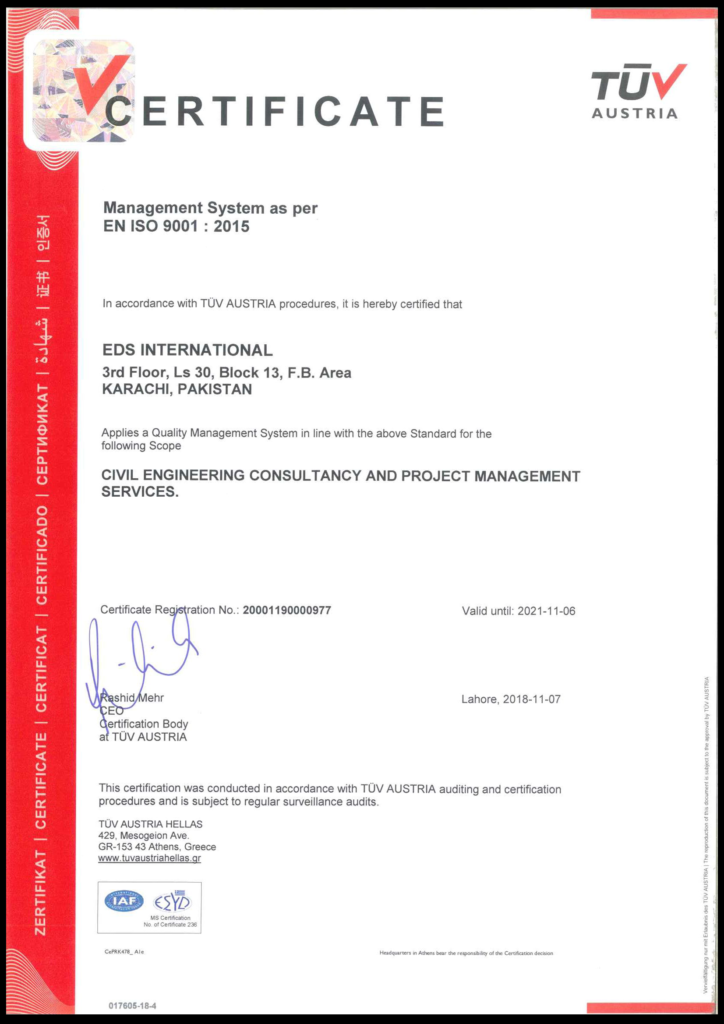 CERTIFICATE
TÜV
AUSTRIA
Management System as per
EN ISO 9001 : 2015
In accordance with TÜV AUSTRIA procedures, it is hereby certified that
EDS INTERNATIONAL
3rd Floor, Ls 30, Block 13, F.B. Area
KARACHI, PAKISTAN
Applies a Quality Management System in line with the above Standard for the
following Scope
CIVIL ENGINEERING CONSULTANCY AND PROJECT MANAGEMENT
SERVICES.
Certificate Registration No.: 20001190000977
Valid until: 2021-11-06
Rashid Mehr
CEO
Certification Body
at TÜV AUSTRIA
Lahore, 2018-11-07
This certification was conducted in accordance with TÜV AUSTRIA auditing and certification
procedures and is subject to regular surveillance audits.
TÜV AUSTRIA HELLAS
429, Mesogeion Ave.
GR-153 43 Athens, Greece
www.tuvaustriahellas.gr
IAF
ΕΣΥΔ
MS Certification
No. of Certificate 236
Headquarters in Athens bear the responsibility of the Certification decision
017605-18-4
ZERTIFIKAT | CERTIFICATE | CERTIFICAT | CERTIFICADO | СЕРТИФИКАТ | شهادة | 证书 | 인증서
Vervielfältigung nur mit Erlaubnis des TÜV AUSTRIA | The reproduction of this document is subject to the approval by TÜV AUSTRIA